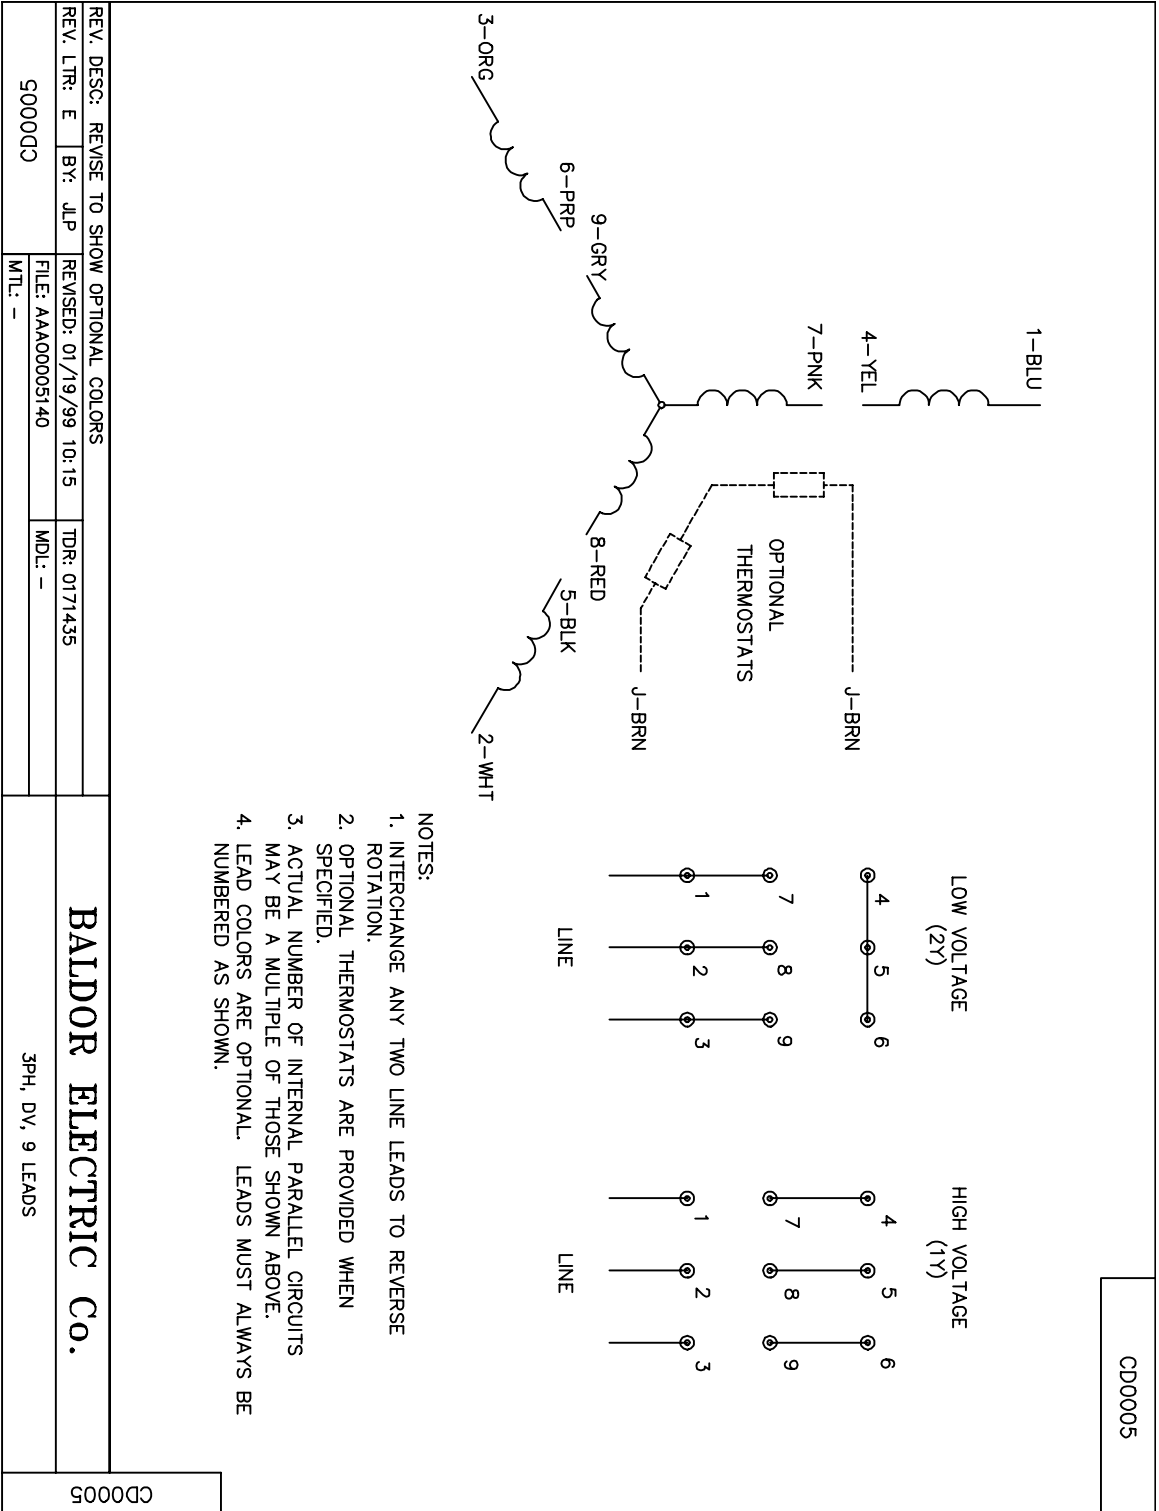 CD0005
1-BLU
4-YEL
7-PNK
OPTIONAL
THERMOSTATS
J-BRN
J-BRN
9-GRY
8-RED
6-PRP
5-BLK
3-ORG
2-WHT
LOW VOLTAGE
(2Y)
4 5 6
7 8 9
1 2 3
LINE
HIGH VOLTAGE
(1Y)
4 5 6
7 8 9
1 2 3
LINE
NOTES:
1. INTERCHANGE ANY TWO LINE LEADS TO REVERSE
ROTATION.
2. OPTIONAL THERMOSTATS ARE PROVIDED WHEN
SPECIFIED.
3. ACTUAL NUMBER OF INTERNAL PARALLEL CIRCUITS
MAY BE A MULTIPLE OF THOSE SHOWN ABOVE.
4. LEAD COLORS ARE OPTIONAL. LEADS MUST ALWAYS BE
NUMBERED AS SHOWN.
REV. DESC: REVISE TO SHOW OPTIONAL COLORS
REV. LTR: E BY: JLP REVISED: 01/19/99 10:15 TDR: 0171435
CD0005
FILE: AAA00005140 MDL: -
MTL: -
BALDOR ELECTRIC Co.
3PH, DV, 9 LEADS
CD0005